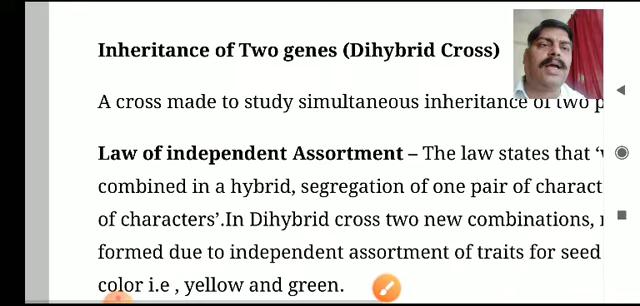 Inheritance of Two genes (Dihybrid Cross)
A cross made to study simultaneous inheritance of two
Law of independent Assortment – The law states that
combined in a hybrid, segregation of one pair of charact
of characters’.In Dihybrid cross two new combinations,
formed due to independent assortment of traits for seed
color i.e , yellow and green.